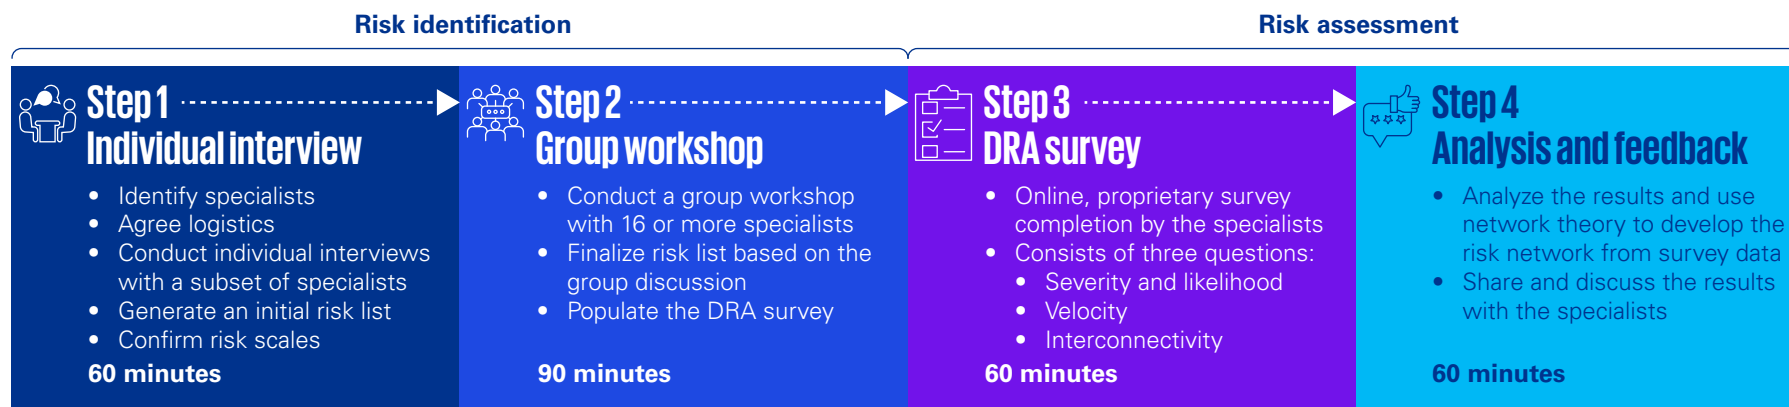 Risk identification
Risk assessment
Step 1
Individual interview
• Identify specialists
• Agree logistics
• Conduct individual interviews
with a subset of specialists
• Generate an initial risk list
• Confirm risk scales
60 minutes
Step 2
Group workshop
• Conduct a group workshop
with 16 or more specialists
• Finalize risk list based on the
group discussion
• Populate the DRA survey
90 minutes
Step 3
DRA survey
• Online, proprietary survey
completion by the specialists
• Consists of three questions:
• Severity and likelihood
• Velocity
• Interconnectivity
60 minutes
Step 4
Analysis and feedback
• Analyze the results and use
network theory to develop the
risk network from survey data
• Share and discuss the results
with the specialists
60 minutes